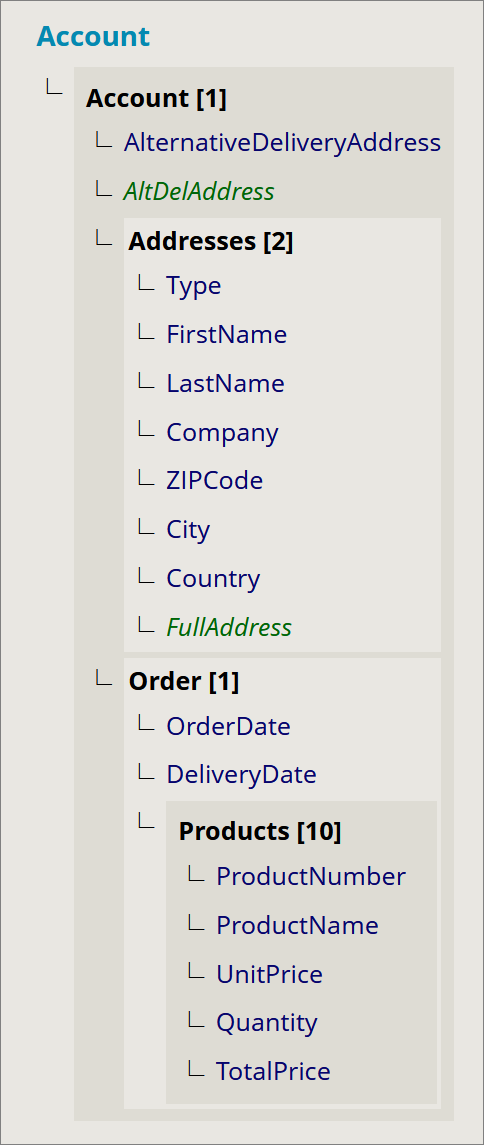 Account
Account [1]
AlternativeDeliveryAddress
AltDelAddress
Addresses [2]
Type
FirstName
LastName
Company
ZIPCode
City
Country
FullAddress
Order [1]
OrderDate
DeliveryDate
Products [10]
ProductNumber
ProductName
UnitPrice
Quantity
TotalPrice